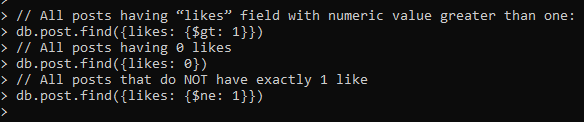 > // All posts having “likes” field with numeric value greater than one:
> db.post.find({likes: {$gt: 1}})
> // All posts having 0 likes
> db.post.find({likes: 0})
> // All posts that do NOT have exactly 1 like
> db.post.find({likes: {$ne: 1}})
>